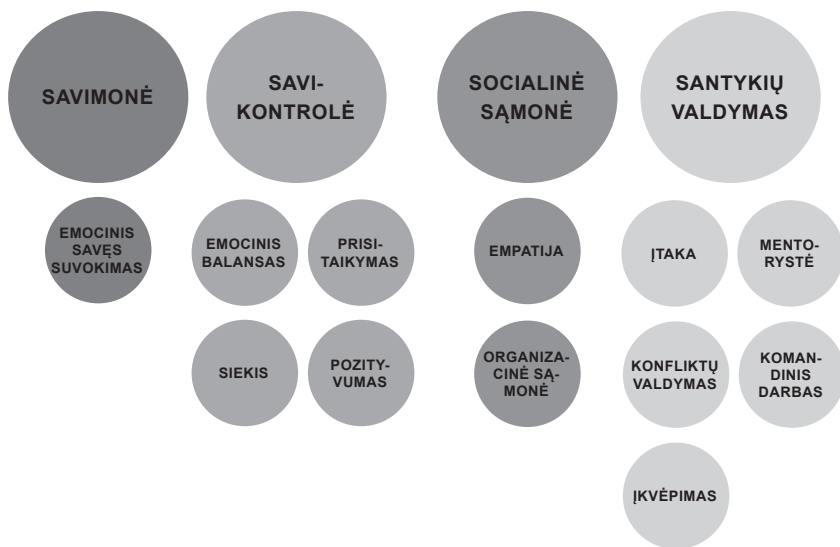 SAVIMONĖ
SAVI-
KONTROLĖ
SOCIALINĖ
SĄMONĖ
SANTYKIŲ
VALDYMAS
EMOCINIS
SAVĘS
SUVOKIMAS
EMOCINIS
BALANSAS
PRISI-
TAIKYMAS
EMPATIJA
ĮTAKA
MENTO-
RYSTĖ
SIEKIS
POZITY-
VUMAS
ORGANIZA-
CINĖ SĄ-
MONĖ
KONFLIKTŲ
VALDYMAS
KOMAN-
DINIS
DARBAS
ĮKVĖPIMAS